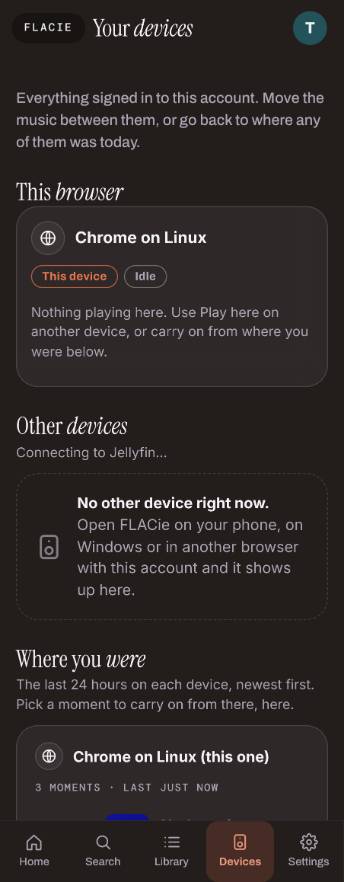 FLACIE Your devices T
Everything signed in to this account. Move the
music between them, or go back to where any
of them was today.
This browser
Chrome on Linux
This device Idle
Nothing playing here. Use Play here on
another device, or carry on from where you
were below.
Other devices
Connecting to Jellyfin...
No other device right now.
Open FLACie on your phone, on
Windows or in another browser
with this account and it shows
up here.
Where you were
The last 24 hours on each device, newest first.
Pick a moment to carry on from there, here.
Chrome on Linux (this one)
3 MOMENTS · LAST JUST NOW
Home Search Library Devices Settings